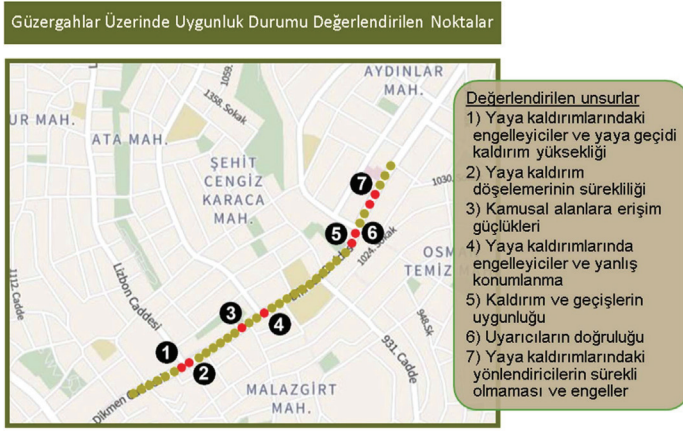 Güzergahlar Üzerinde Uygunluk Durumu Değerlendirilen Noktalar
AYDINLAR
MAH.
1059.
1358. Sokak
UR MAH.
ATA MAH.
ŞEHİT
CENGİZ
KARACA
MAH.
7
1030.
5
6
1024. Sokak
OSMA
TEMİZ
1112. Cadde
Lizbon Caddesi
3
4
948.Sk
931. Cadde
1
2
MALAZGİRT
MAH.
Dikmen
Değerlendirilen unsurlar
1) Yaya kaldırımlarındaki
engelleyiciler ve yaya geçidi
kaldırım yüksekliği
2) Yaya kaldırım
döşelemerinin sürekliliği
3) Kamusal alanlara erişim
güçlükleri
4) Yaya kaldırımlarında
engelleyiciler ve yanlış
konumlanma
5) Kaldırım ve geçişlerin
uygunluğu
6) Uyarıcıların doğruluğu
7) Yaya kaldırımlarındaki
yönlendiricilerin sürekli
olmaması ve engeller